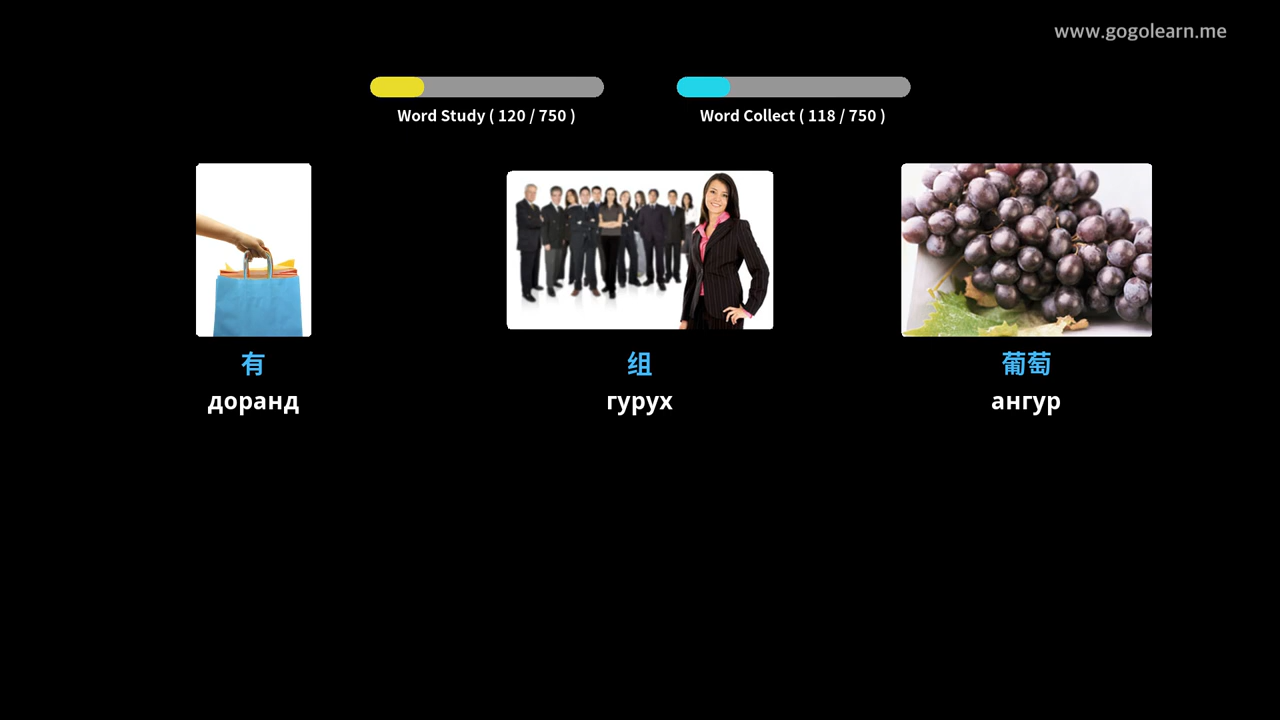 www.gogolearn.me
Word Study ( 120 / 750 )
Word Collect ( 118 / 750 )
有
组
葡萄
доранд
гурух
ангур